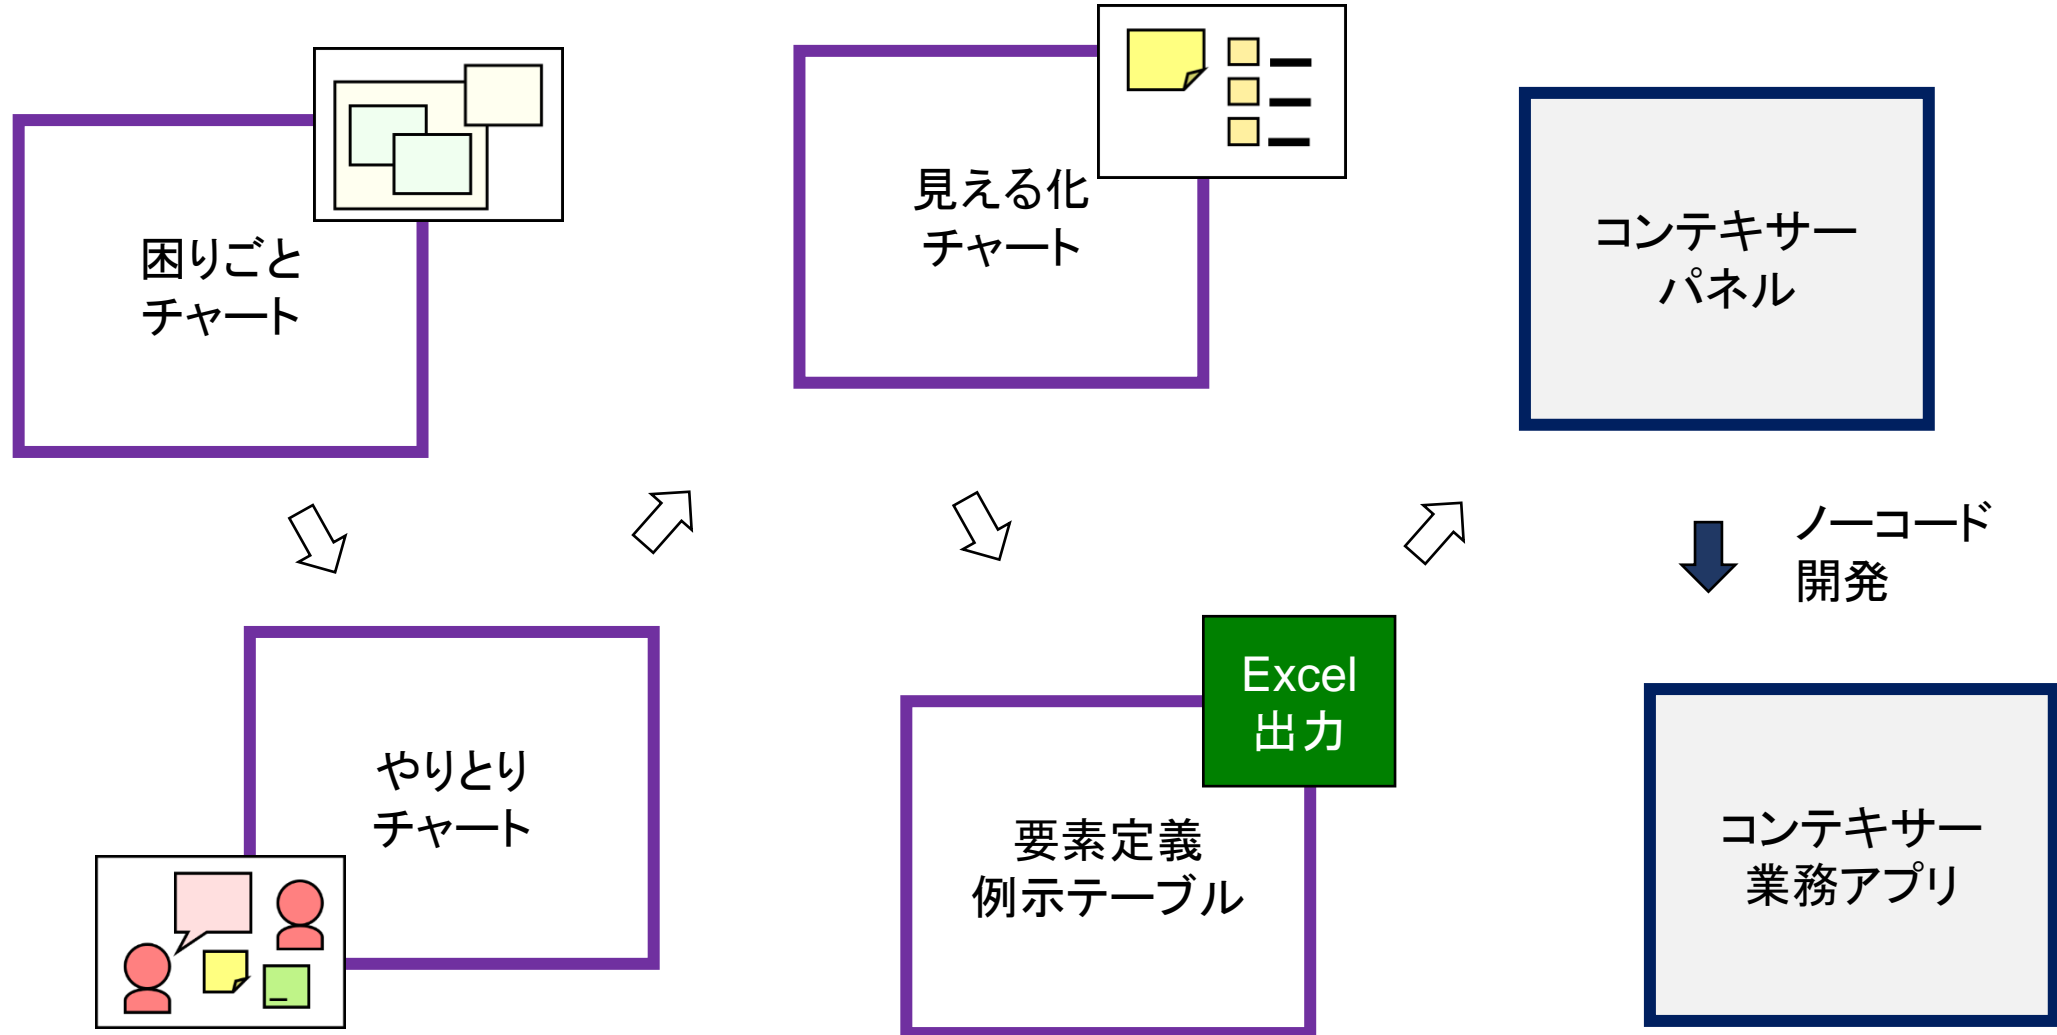 困りごと
チャート
やりとり
チャート
見える化
チャート
Excel
出力
要素定義
例示テーブル
コンテキサー
パネル
ノーコード
開発
コンテキサー
業務アプリ